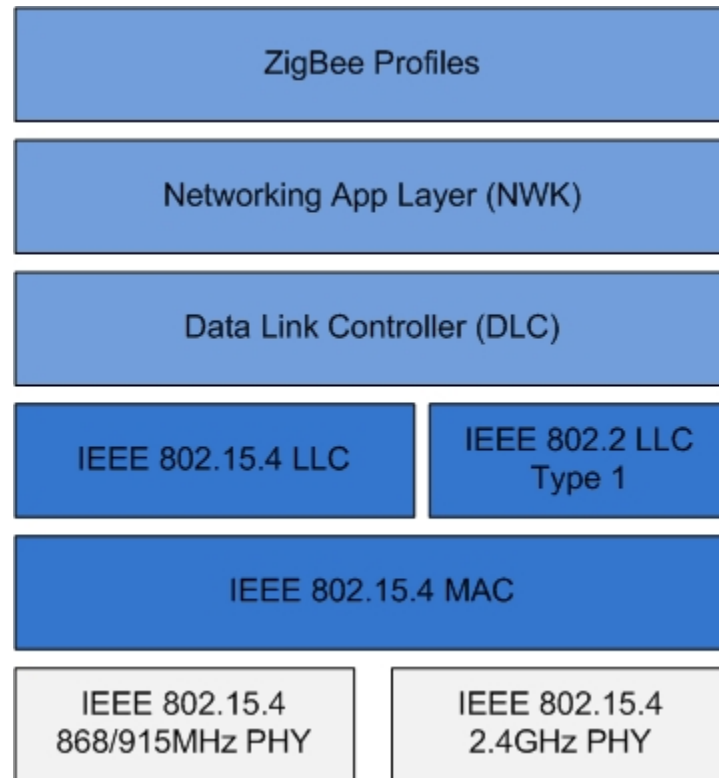 ZigBee Profiles
Networking App Layer (NWK)
Data Link Controller (DLC)
IEEE 802.15.4 LLC
IEEE 802.2 LLC
Type 1
IEEE 802.15.4 MAC
IEEE 802.15.4
868/915MHz PHY
IEEE 802.15.4
2.4GHz PHY